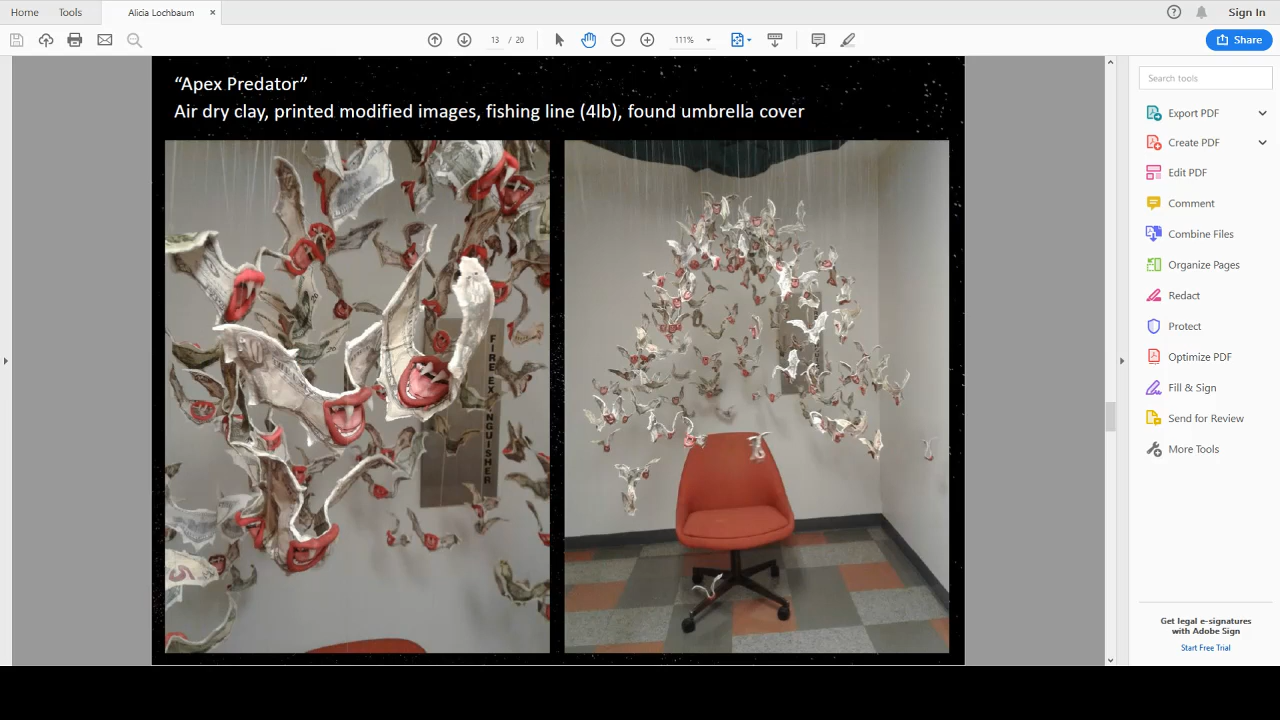 Home
Tools
Alicia Lochbaum
×
Sign In
13 / 20
111%
Share
“Apex Predator”
Air dry clay, printed modified images, fishing line (4lb), found umbrella cover
FIRE EXTINGUISHER
Search tools
Export PDF
Create PDF
Edit PDF
Comment
Combine Files
Organize Pages
Redact
Protect
Optimize PDF
Fill & Sign
Send for Review
More Tools
Get legal e-signatures
with Adobe Sign
Start Free Trial